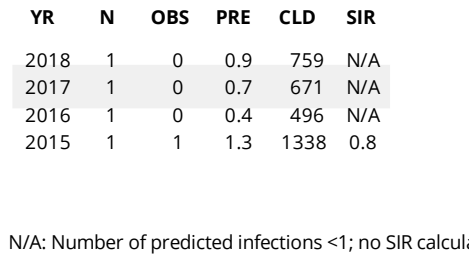 YR N OBS PRE CLD SIR
2018 1 0 0.9 759 N/A
2017 1 0 0.7 671 N/A
2016 1 0 0.4 496 N/A
2015 1 1 1.3 1338 0.8
N/A: Number of predicted infections <1; no SIR